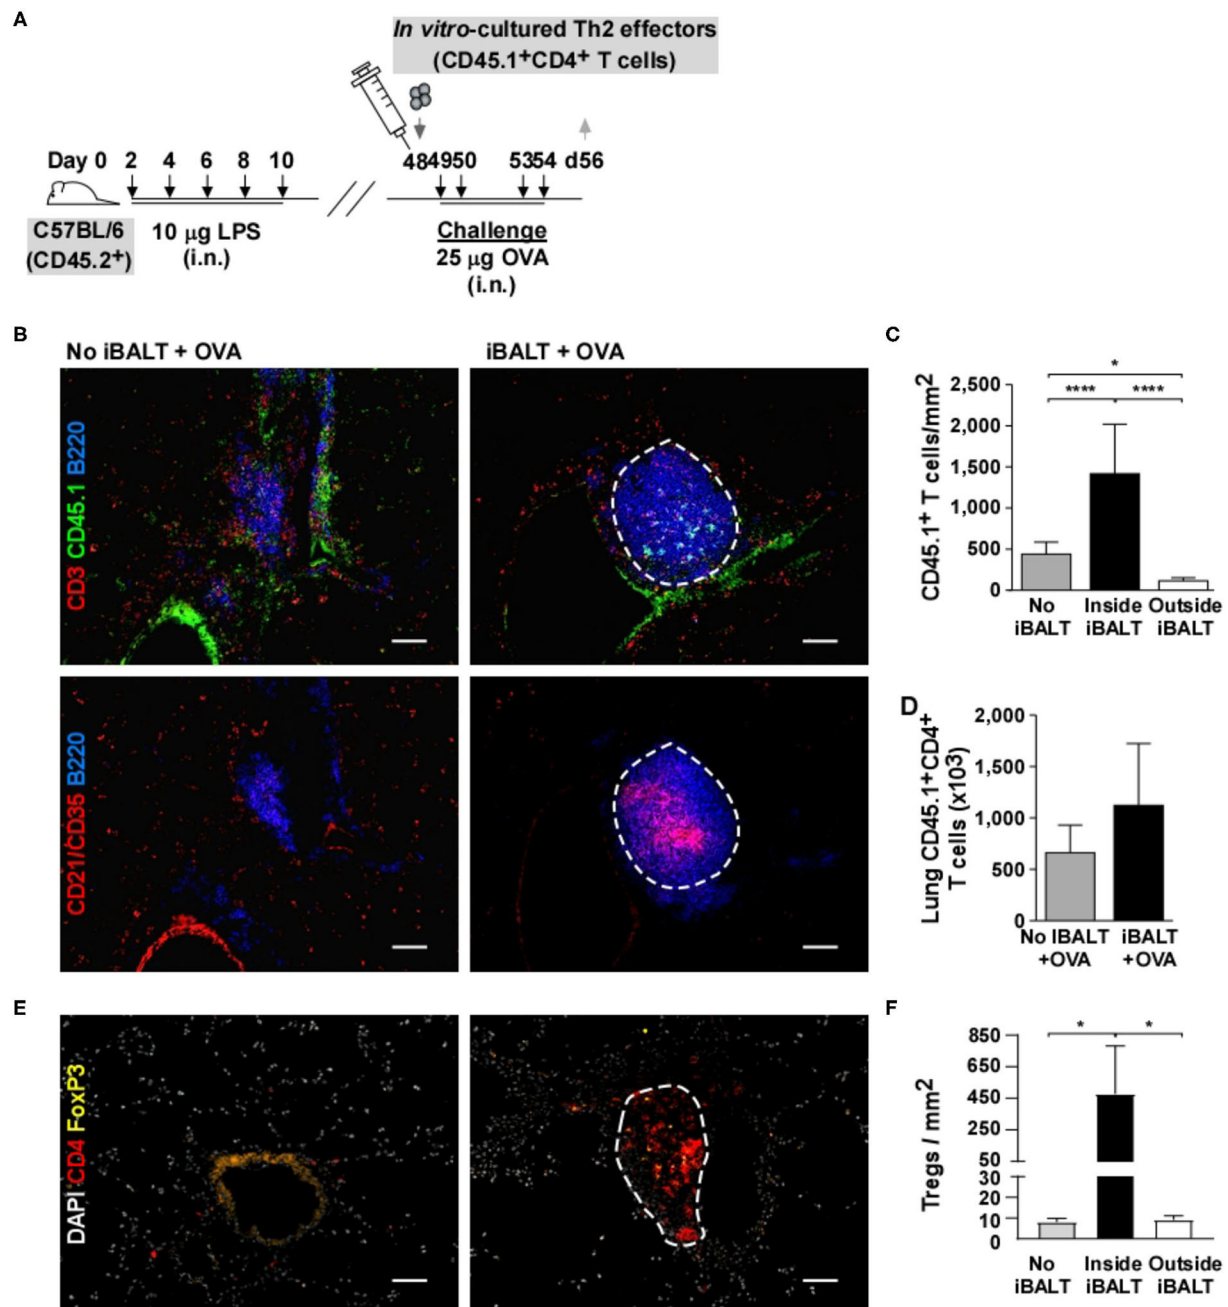 A
In vitro-cultured Th2 effectors
(CD45.1+CD4+ T cells)
Day 0 2 4 6 8 10 484950 5354 d56
C57BL/6
(CD45.2+)
10 µg LPS
(i.n.)
Challenge
25 µg OVA
(i.n.)
B
No iBALT + OVA
iBALT + OVA
CD3 CD45.1 B220
CD21/CD35 B220
C
CD45.1+ T cells/mm2
2,500
2,000
1,500
1,000
500
0
*
**** ****
No
iBALT
Inside
iBALT
Outside
iBALT
D
Lung CD45.1+CD4+
T cells (x103)
2,000
1,500
1,000
500
0
No IBALT
+OVA
iBALT
+OVA
E
DAPI CD4 FoxP3
F
Tregs / mm2
850
650
450
250
50
30
20
10
0
* *
No
iBALT
Inside
iBALT
Outside
iBALT